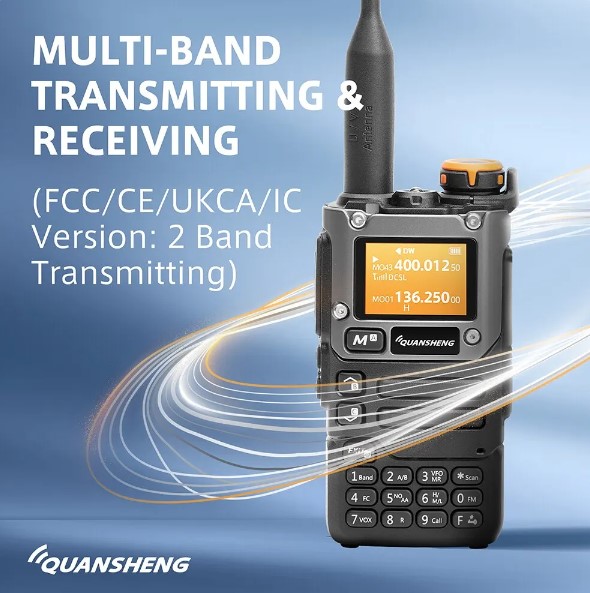 MULTI-BAND
TRANSMITTING &
RECEIVING
(FCC/CE/UKCA/IC
Version: 2 Band
Transmitting)
Antenna
DW
M043 400.012 50
DCSL
M001 136.250 00
H
M A
QUANSHENG
B
C
1 Band 2 A/B 3 VFO MR * Scan
4 FC 5 NOAA 6 H/M/L 0 FM
7 VOX 8 R 9 Call F
QUANSHENG